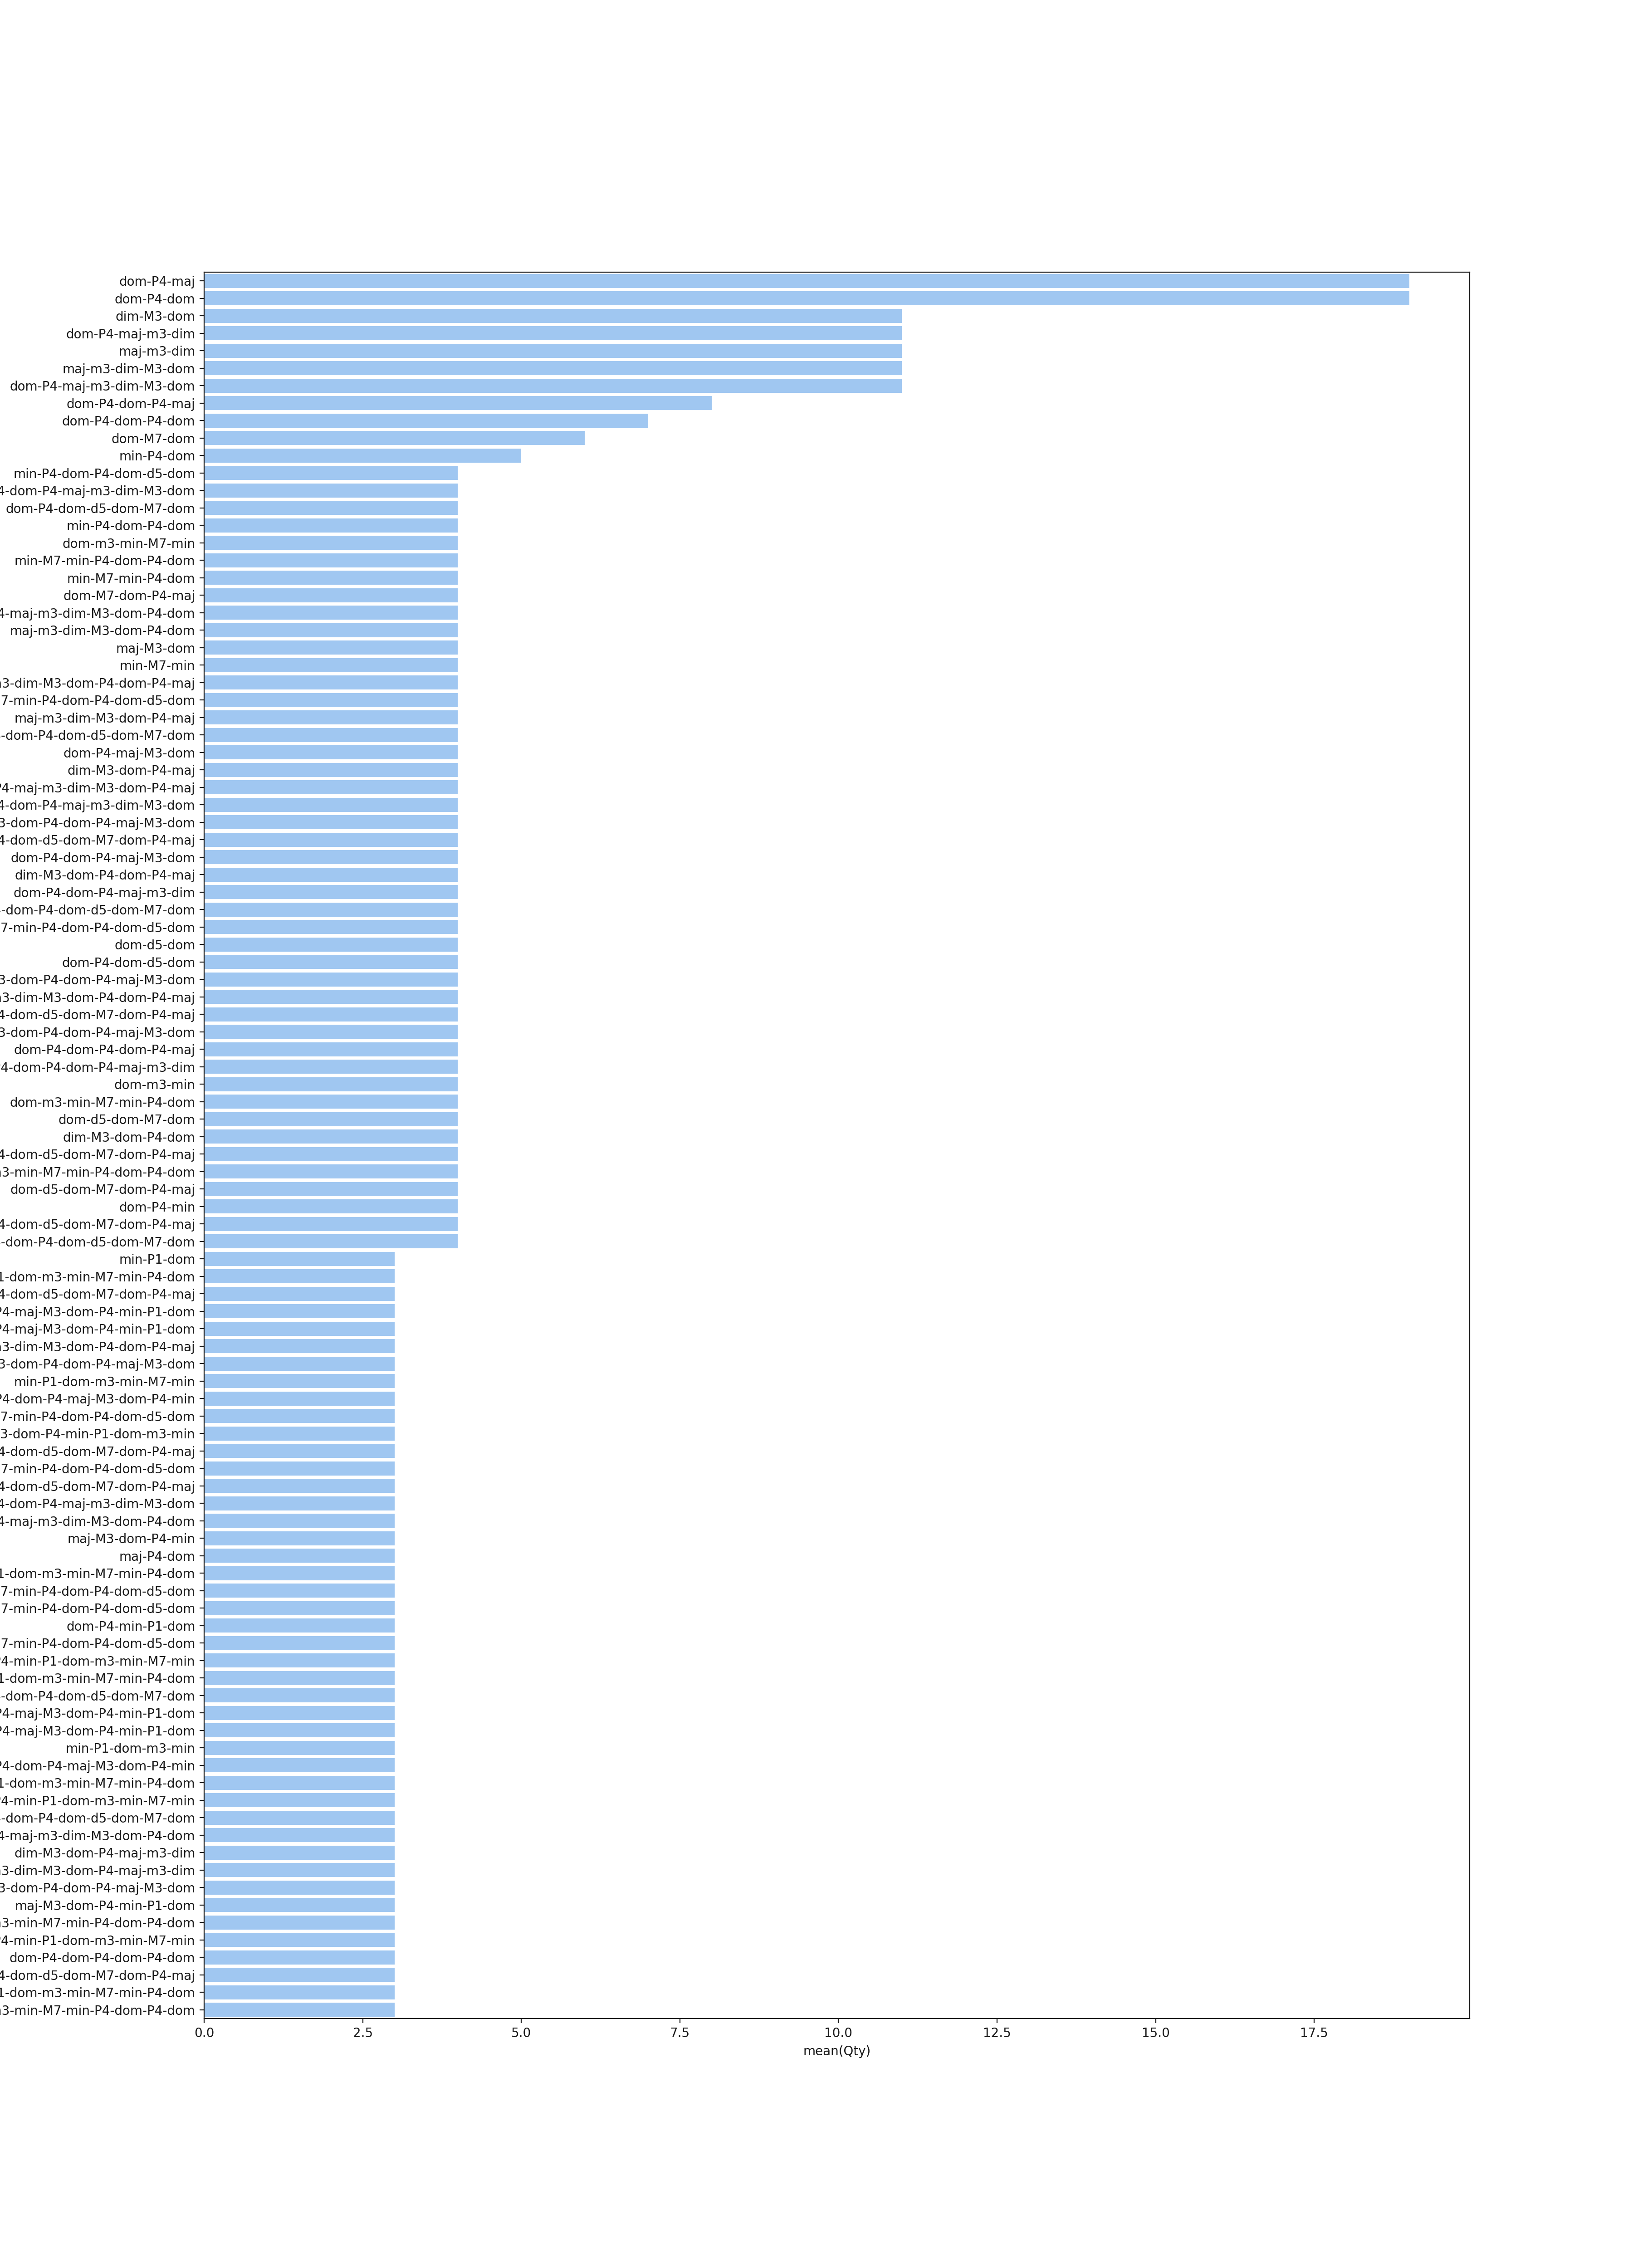 dom-P4-maj
dom-P4-dom
dim-M3-dom
dom-P4-maj-m3-dim
maj-m3-dim
maj-m3-dim-M3-dom
dom-P4-maj-m3-dim-M3-dom
dom-P4-dom-P4-maj
dom-P4-dom-P4-dom
dom-M7-dom
min-P4-dom
min-P4-dom-P4-dom-d5-dom
4-dom-P4-maj-m3-dim-M3-dom
dom-P4-dom-d5-dom-M7-dom
min-P4-dom-P4-dom
dom-m3-min-M7-min
min-M7-min-P4-dom-P4-dom
min-M7-min-P4-dom
dom-M7-dom-P4-maj
4-maj-m3-dim-M3-dom-P4-dom
maj-m3-dim-M3-dom-P4-dom
maj-M3-dom
min-M7-min
3-dim-M3-dom-P4-dom-P4-maj
7-min-P4-dom-P4-dom-d5-dom
maj-m3-dim-M3-dom-P4-maj
-dom-P4-dom-d5-dom-M7-dom
dom-P4-maj-M3-dom
dim-M3-dom-P4-maj
P4-maj-m3-dim-M3-dom-P4-maj
4-dom-P4-maj-m3-dim-M3-dom
3-dom-P4-dom-P4-maj-M3-dom
4-dom-d5-dom-M7-dom-P4-maj
dom-P4-dom-P4-maj-M3-dom
dim-M3-dom-P4-dom-P4-maj
dom-P4-dom-P4-maj-m3-dim
-dom-P4-dom-d5-dom-M7-dom
7-min-P4-dom-P4-dom-d5-dom
dom-d5-dom
dom-P4-dom-d5-dom
3-dom-P4-dom-P4-maj-M3-dom
3-dim-M3-dom-P4-dom-P4-maj
4-dom-d5-dom-M7-dom-P4-maj
3-dom-P4-dom-P4-maj-M3-dom
dom-P4-dom-P4-dom-P4-maj
4-dom-P4-dom-P4-maj-m3-dim
dom-m3-min
dom-m3-min-M7-min-P4-dom
dom-d5-dom-M7-dom
dim-M3-dom-P4-dom
4-dom-d5-dom-M7-dom-P4-maj
3-min-M7-min-P4-dom-P4-dom
dom-d5-dom-M7-dom-P4-maj
dom-P4-min
4-dom-d5-dom-M7-dom-P4-maj
-dom-P4-dom-d5-dom-M7-dom
min-P1-dom
1-dom-m3-min-M7-min-P4-dom
4-dom-d5-dom-M7-dom-P4-maj
P4-maj-M3-dom-P4-min-P1-dom
P4-maj-M3-dom-P4-min-P1-dom
3-dim-M3-dom-P4-dom-P4-maj
3-dom-P4-dom-P4-maj-M3-dom
min-P1-dom-m3-min-M7-min
P4-dom-P4-maj-M3-dom-P4-min
7-min-P4-dom-P4-dom-d5-dom
3-dom-P4-min-P1-dom-m3-min
4-dom-d5-dom-M7-dom-P4-maj
7-min-P4-dom-P4-dom-d5-dom
4-dom-d5-dom-M7-dom-P4-maj
4-dom-P4-maj-m3-dim-M3-dom
4-maj-m3-dim-M3-dom-P4-dom
maj-M3-dom-P4-min
maj-P4-dom
1-dom-m3-min-M7-min-P4-dom
7-min-P4-dom-P4-dom-d5-dom
7-min-P4-dom-P4-dom-d5-dom
dom-P4-min-P1-dom
7-min-P4-dom-P4-dom-d5-dom
4-min-P1-dom-m3-min-M7-min
1-dom-m3-min-M7-min-P4-dom
-dom-P4-dom-d5-dom-M7-dom
P4-maj-M3-dom-P4-min-P1-dom
P4-maj-M3-dom-P4-min-P1-dom
min-P1-dom-m3-min
P4-dom-P4-maj-M3-dom-P4-min
1-dom-m3-min-M7-min-P4-dom
4-min-P1-dom-m3-min-M7-min
-dom-P4-dom-d5-dom-M7-dom
4-maj-m3-dim-M3-dom-P4-dom
dim-M3-dom-P4-maj-m3-dim
3-dim-M3-dom-P4-maj-m3-dim
3-dom-P4-dom-P4-maj-M3-dom
maj-M3-dom-P4-min-P1-dom
3-min-M7-min-P4-dom-P4-dom
4-min-P1-dom-m3-min-M7-min
dom-P4-dom-P4-dom-P4-dom
4-dom-d5-dom-M7-dom-P4-maj
1-dom-m3-min-M7-min-P4-dom
3-min-M7-min-P4-dom-P4-dom
0.0 2.5 5.0 7.5 10.0 12.5 15.0 17.5
mean(Qty)